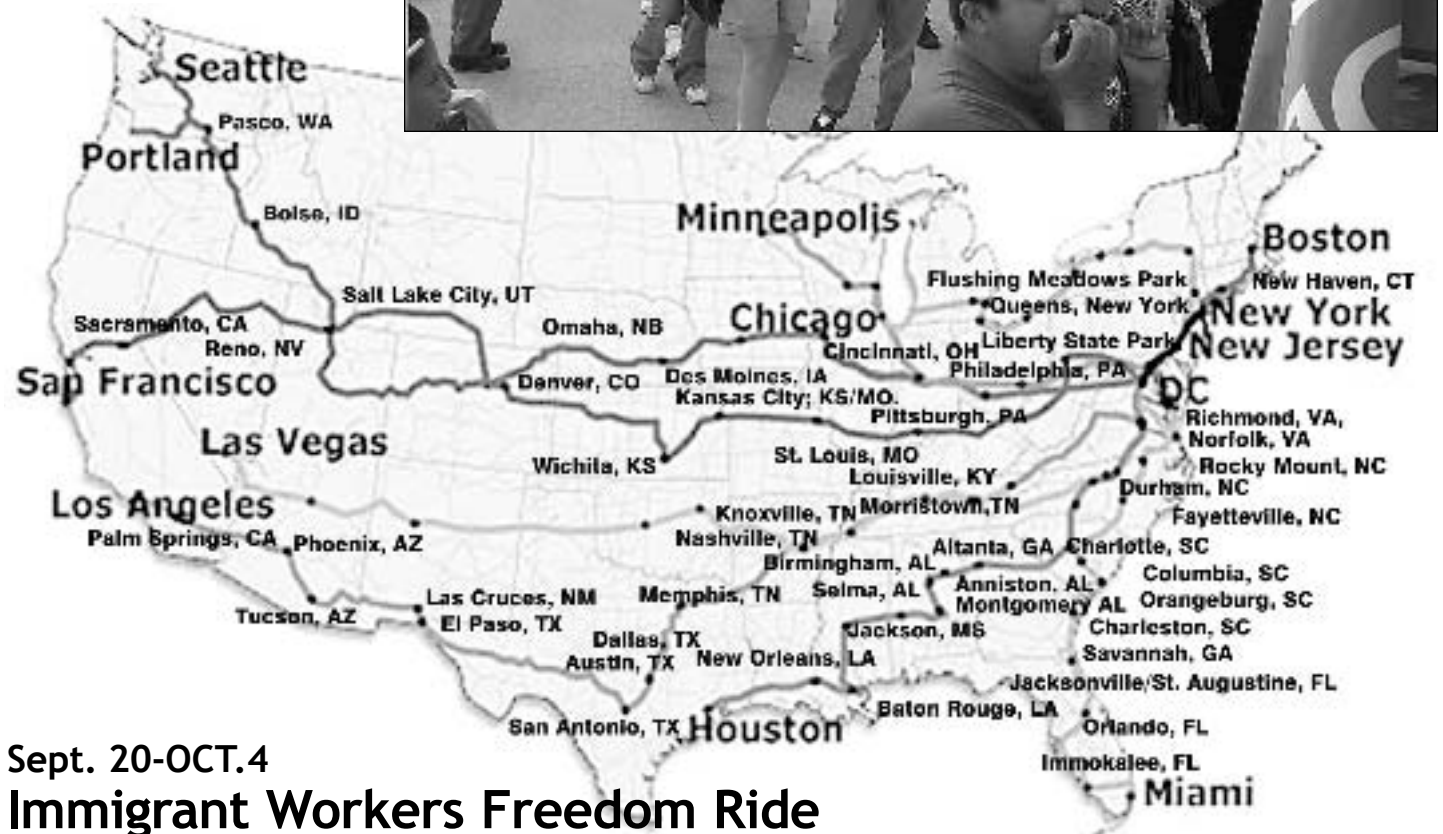 Seattle
Pasco, WA
Portland
Boise, ID
Minneapolis
Boston
Flushing Meadows Park
New Haven, CT
Salt Lake City, UT
Queens, New York
New York
Sacramento, CA
Omaha, NB
Chicago
Liberty State Park
New Jersey
Reno, NV
Cincinnati, OH
Philadelphia, PA
San Francisco
Denver, CO
Des Moines, IA
DC
Kansas City; KS/MO.
Pittsburgh, PA
Richmond, VA,
Norfolk, VA
Las Vegas
St. Louis, MO
Wichita, KS
Louisville, KY
Rocky Mount, NC
Durham, NC
Los Angeles
Knoxville, TN
Morristown,TN
Fayetteville, NC
Palm Springs, CA
Phoenix, AZ
Nashville, TN
Altanta, GA
Charlotte, SC
Birmingham, AL
Columbia, SC
Selma, AL
Anniston, AL
Las Cruces, NM
Memphis, TN
Montgomery AL
Orangeburg, SC
Tucson, AZ
El Paso, TX
Jackson, MS
Charleston, SC
Dallas, TX
Austin, TX
New Orleans, LA
Savannah, GA
Jacksonville/St. Augustine, FL
San Antonio, TX
Houston
Baton Rouge, LA
Orlando, FL
Immokalee, FL
Miami
Sept. 20-OCT.4
Immigrant Workers Freedom Ride